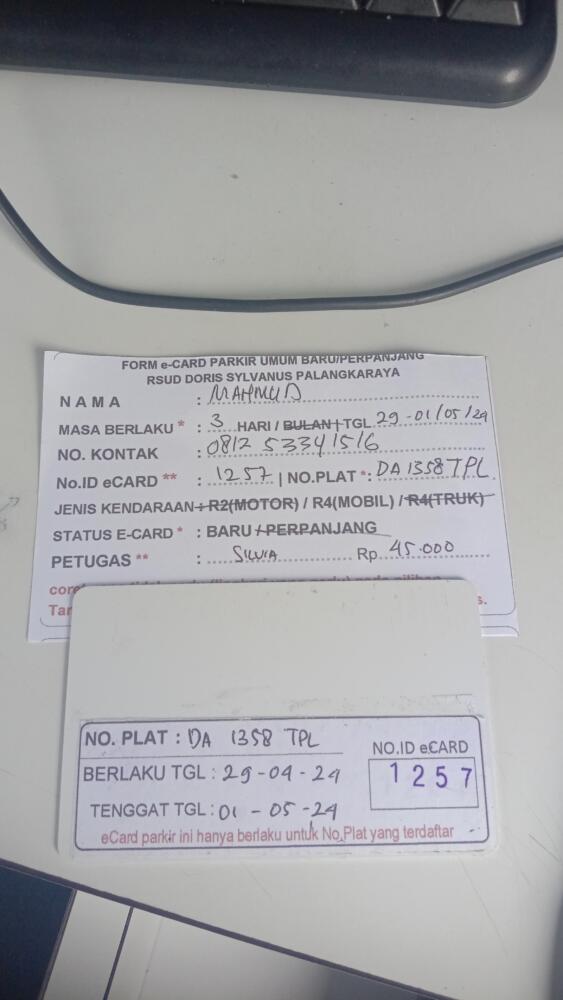 FORM e-CARD PARKIR UMUM BARU/PERPANJANG
RSUD DORIS SYLVANUS PALANGKARAYA
NAMA : MAHMUD
MASA BERLAKU * : 3 HARI / BULAN | TGL 29-01/05/24
NO. KONTAK : 0812 5334 1516
No.ID eCARD ** : 1257 | NO.PLAT *: DA 1358 TPL
JENIS KENDARAAN : R2(MOTOR) / R4(MOBIL) / R4(TRUK)
STATUS E-CARD * : BARU / PERPANJANG
PETUGAS ** : SILVIA Rp. 45.000
NO. PLAT : DA 1358 TPL
NO.ID eCARD
1257
BERLAKU TGL : 29-04-24
TENGGAT TGL : 01-05-24
eCard parkir ini hanya berlaku untuk No.Plat yang terdaftar